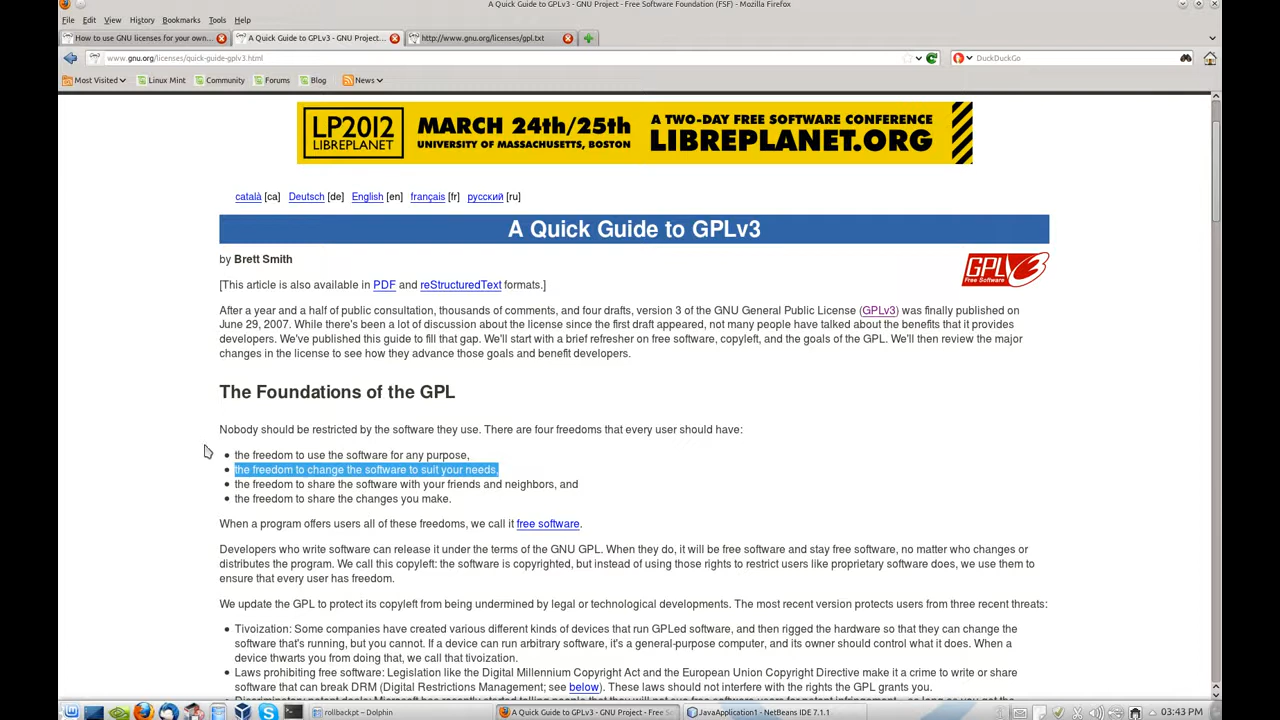 A Quick Guide to GPLv3 - GNU Project - Free Software Foundation (FSF) - Mozilla Firefox
File Edit View History Bookmarks Tools Help
How to use GNU licenses for your own... A Quick Guide to GPLv3 - GNU Project... http://www.gnu.org/licenses/gpl.txt
www.gnu.org/licenses/quick-guide-gplv3.html DuckDuckGo
Most Visited Linux Mint Community Forums Blog News
LP2012
LIBREPLANET
MARCH 24th/25th
UNIVERSITY OF MASSACHUSETTS, BOSTON
A TWO-DAY FREE SOFTWARE CONFERENCE
LIBREPLANET.ORG
català [ca] Deutsch [de] English [en] français [fr] русский [ru]
A Quick Guide to GPLv3
by Brett Smith
GPLv3
Free Software
[This article is also available in PDF and reStructuredText formats.]
After a year and a half of public consultation, thousands of comments, and four drafts, version 3 of the GNU General Public License (GPLv3) was finally published on
June 29, 2007. While there's been a lot of discussion about the license since the first draft appeared, not many people have talked about the benefits that it provides
developers. We've published this guide to fill that gap. We'll start with a brief refresher on free software, copyleft, and the goals of the GPL. We'll then review the major
changes in the license to see how they advance those goals and benefit developers.
The Foundations of the GPL
Nobody should be restricted by the software they use. There are four freedoms that every user should have:
• the freedom to use the software for any purpose,
• the freedom to change the software to suit your needs,
• the freedom to share the software with your friends and neighbors, and
• the freedom to share the changes you make.
When a program offers users all of these freedoms, we call it free software.
Developers who write software can release it under the terms of the GNU GPL. When they do, it will be free software and stay free software, no matter who changes or
distributes the program. We call this copyleft: the software is copyrighted, but instead of using those rights to restrict users like proprietary software does, we use them to
ensure that every user has freedom.
We update the GPL to protect its copyleft from being undermined by legal or technological developments. The most recent version protects users from three recent threats:
• Tivoization: Some companies have created various different kinds of devices that run GPLed software, and then rigged the hardware so that they can change the
software that's running, but you cannot. If a device can run arbitrary software, it's a general-purpose computer, and its owner should control what it does. When a
device thwarts you from doing that, we call that tivoization.
• Laws prohibiting free software: Legislation like the Digital Millennium Copyright Act and the European Union Copyright Directive make it a crime to write or share
software that can break DRM (Digital Restrictions Management; see below). These laws should not interfere with the rights the GPL grants you.
rollbackpt - Dolphin A Quick Guide to GPLv3 - GNU Project - Free Sc JavaApplication1 - NetBeans IDE 7.1.1 03:43 PM